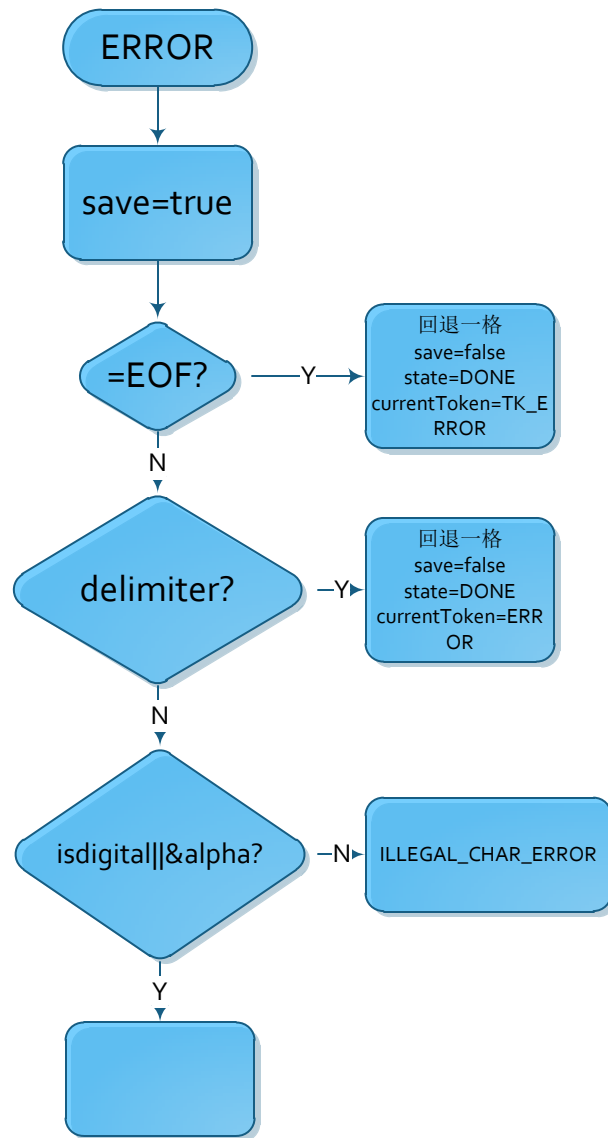 ERROR
save=true
=EOF?
Y
回退一格
save=false
state=DONE
currentToken=TK_E
RROR
N
delimiter?
Y
回退一格
save=false
state=DONE
currentToken=ERR
OR
N
isdigital||&alpha?
N
ILLEGAL_CHAR_ERROR
Y